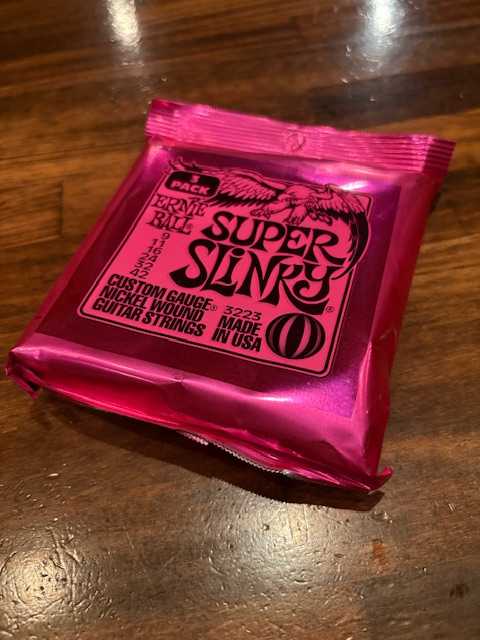 3
PACK
ERNIE
BALL®
SUPER
SLINKY®
9
11
16
24
32
42
CUSTOM GAUGE®
NICKEL WOUND
GUITAR STRINGS
3223
MADE
IN USA